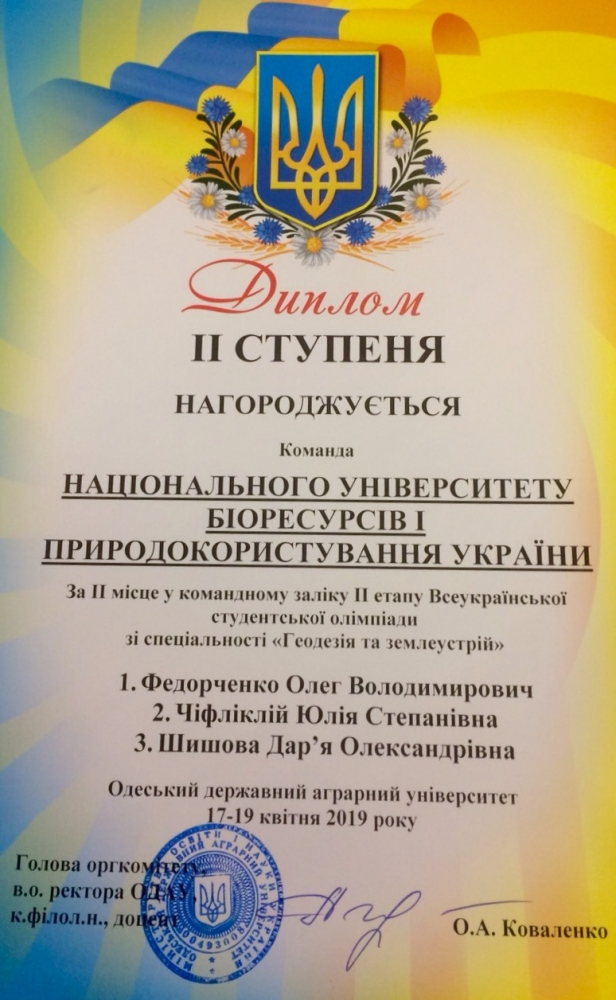 Диплом
II СТУПЕНЯ
НАГОРОДЖУЄТЬСЯ
Команда
НАЦІОНАЛЬНОГО УНІВЕРСИТЕТУ
БІОРЕСУРСІВ І
ПРИРОДОКОРИСТУВАННЯ УКРАЇНИ
За II місце у командному заліку II етапу Всеукраїнської
студентської олімпіади
зі спеціальності «Геодезія та землеустрій»
1. Федорченко Олег Володимирович
2. Чіфліклій Юлія Степанівна
3. Шишова Дар’я Олександрівна
Одеський державний аграрний університет
17-19 квітня 2019 року
Голова оргкомітету,
в.о. ректора ОДАУ,
к.філол.н., доцент
О.А. Коваленко